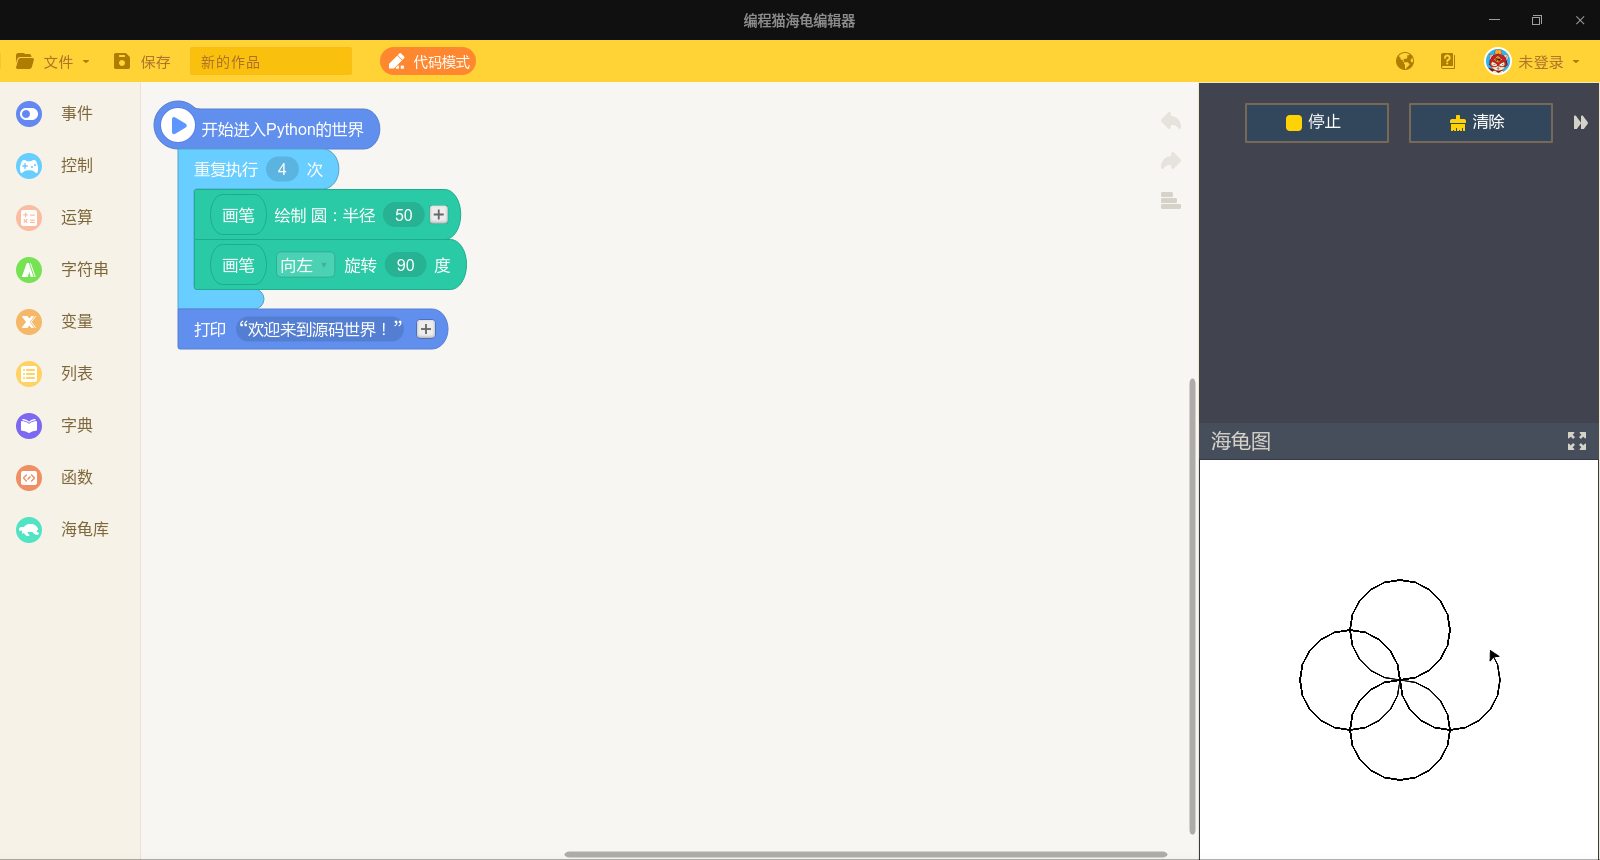 编程猫海龟编辑器
文件 保存 新的作品 代码模式 未登录
事件
控制
运算
字符串
变量
列表
字典
函数
海龟库
开始进入Python的世界
重复执行 4 次
画笔 绘制 圆：半径 50
画笔 向左 旋转 90 度
打印 “欢迎来到源码世界！”
停止 清除
海龟图